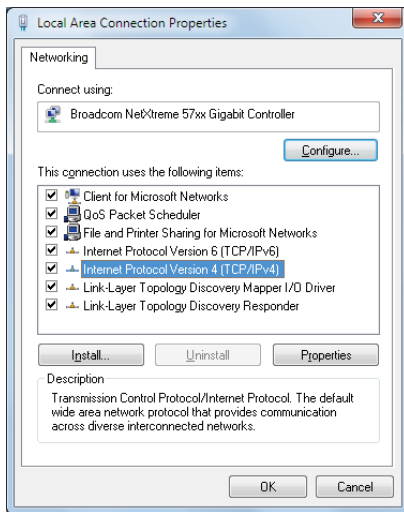 Local Area Connection Properties
Networking
Connect using:
Broadcom NetXtreme 57xx Gigabit Controller
Configure...
This connection uses the following items:
Client for Microsoft Networks
QoS Packet Scheduler
File and Printer Sharing for Microsoft Networks
Internet Protocol Version 6 (TCP/IPv6)
Internet Protocol Version 4 (TCP/IPv4)
Link-Layer Topology Discovery Mapper I/O Driver
Link-Layer Topology Discovery Responder
Install...
Uninstall
Properties
Description
Transmission Control Protocol/Internet Protocol. The default
wide area network protocol that provides communication
across diverse interconnected networks.
OK
Cancel